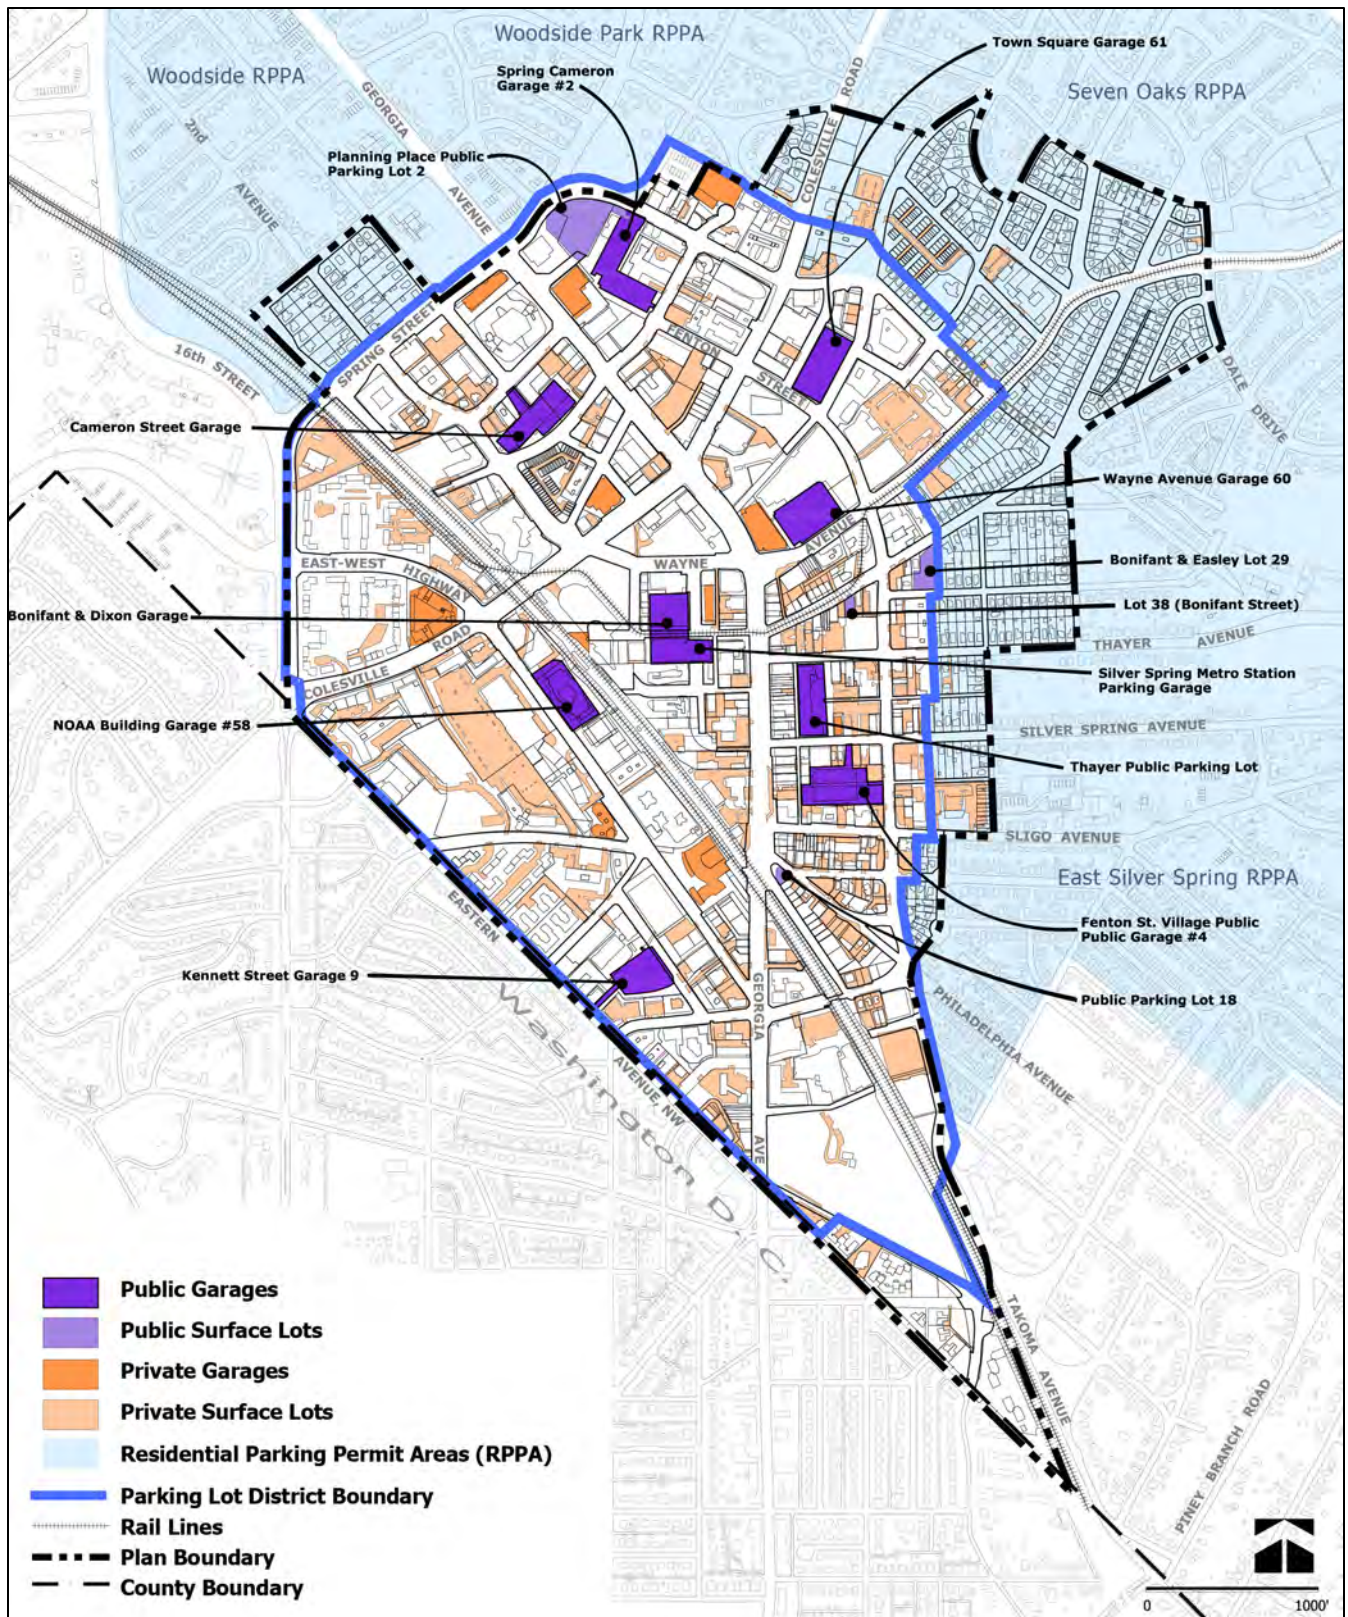 Woodside Park RPPA
Town Square Garage 61
Woodside RPPA
Spring Cameron
Garage #2
Seven Oaks RPPA
GEORGIA
AVENUE
COLESVILLE
ROAD
2nd
AVENUE
Planning Place Public
Parking Lot 2
16th STREET
SPRING STREET
FENTON
STREET
CEDAR
STREET
DALE
DRIVE
Cameron Street Garage
Wayne Avenue Garage 60
EAST-WEST
HIGHWAY
WAYNE
AVENUE
Bonifant & Easley Lot 29
Bonifant & Dixon Garage
Lot 38 (Bonifant Street)
COLESVILLE
ROAD
THAYER
AVENUE
Silver Spring Metro Station
Parking Garage
NOAA Building Garage #58
SILVER SPRING AVENUE
Thayer Public Parking Lot
SLIGO AVENUE
East Silver Spring RPPA
EASTERN
AVENUE, NW
Fenton St. Village Public
Public Garage #4
Kennett Street Garage 9
GEORGIA
AVE
Public Parking Lot 18
PHILADELPHIA AVENUE
Washington D. C.
TAKOMA
AVENUE
PINEY BRANCH ROAD
Public Garages
Public Surface Lots
Private Garages
Private Surface Lots
Residential Parking Permit Areas (RPPA)
Parking Lot District Boundary
Rail Lines
Plan Boundary
County Boundary
0
1000'